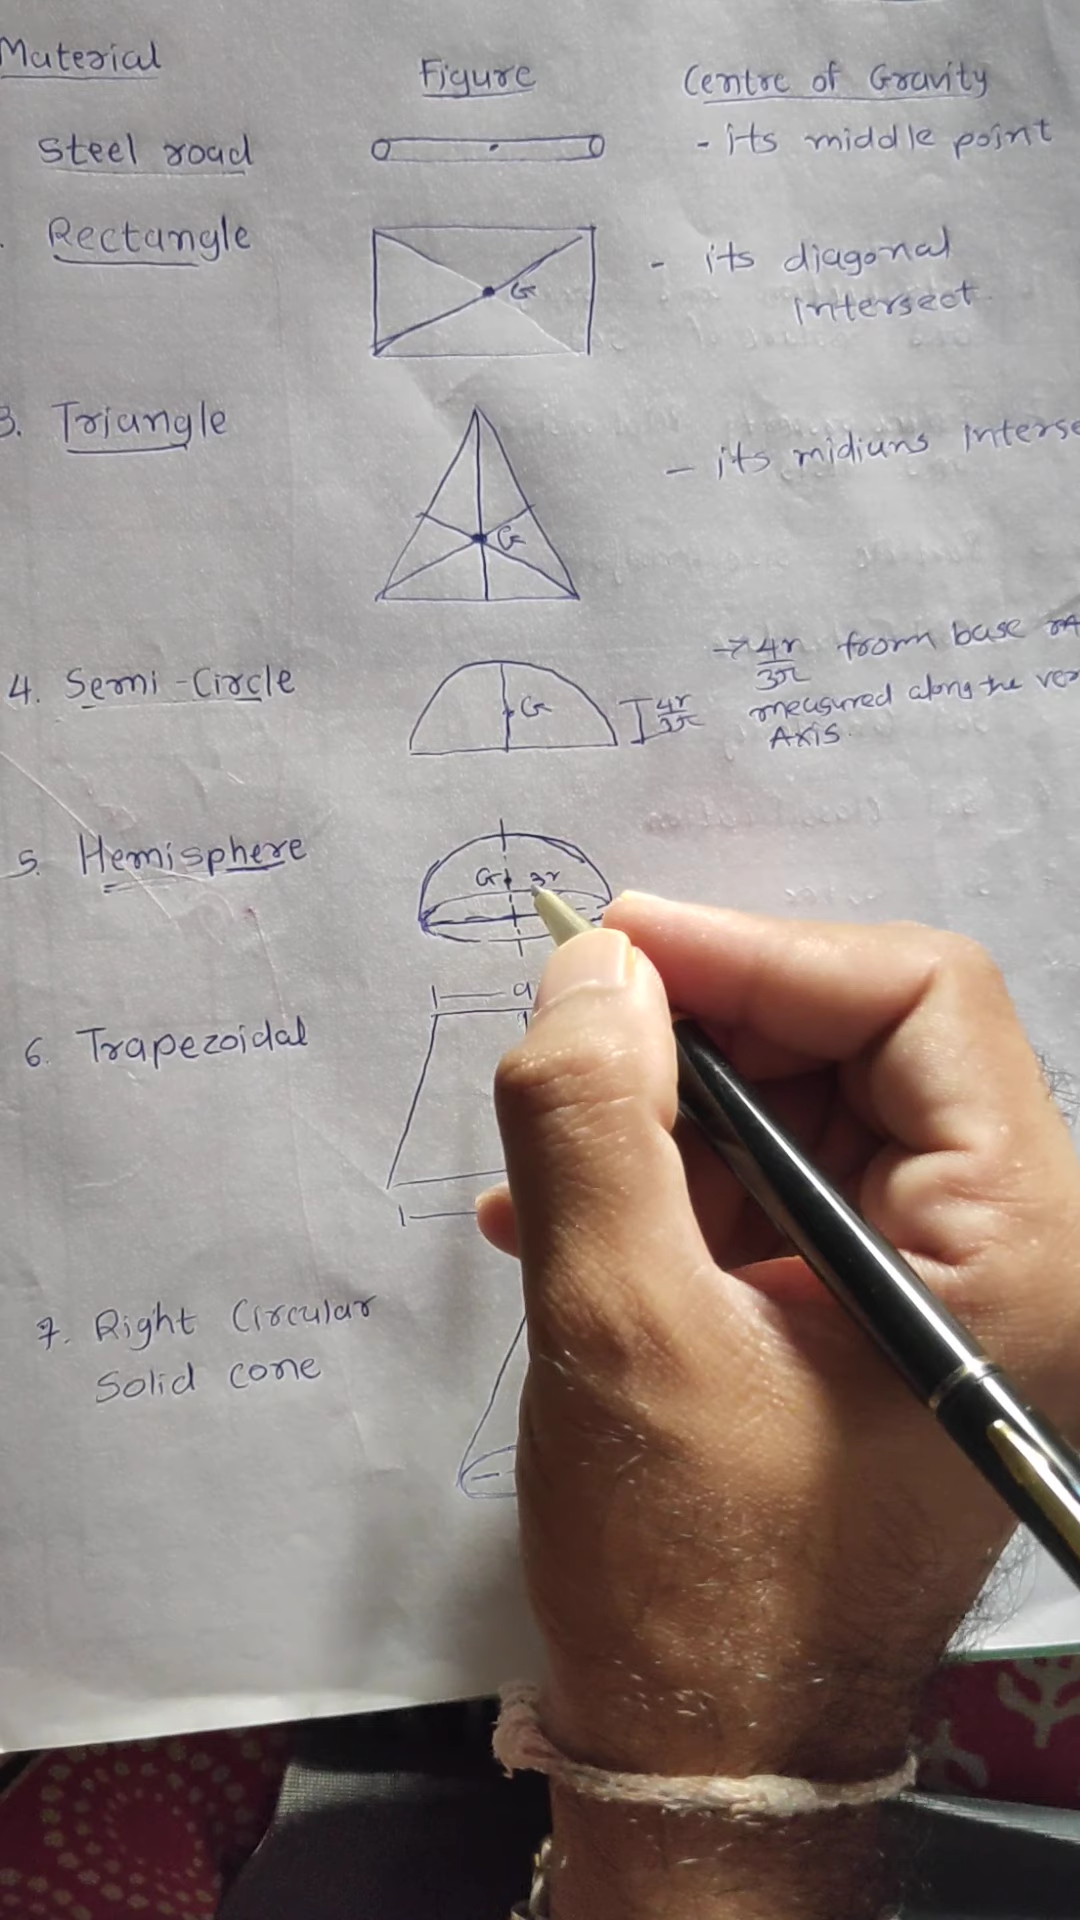 Material Figure Centre of Gravity
Steel road - its middle point
Rectangle G - its diagonal
intersect.
3. Triangle G - its midiuns
4. Semi-Circle G 4r/3π → 4r/3π from base
measured along the
Axis.
5. Hemisphere G 3r
a
6. Trapezoidal
7. Right Circular
Solid cone